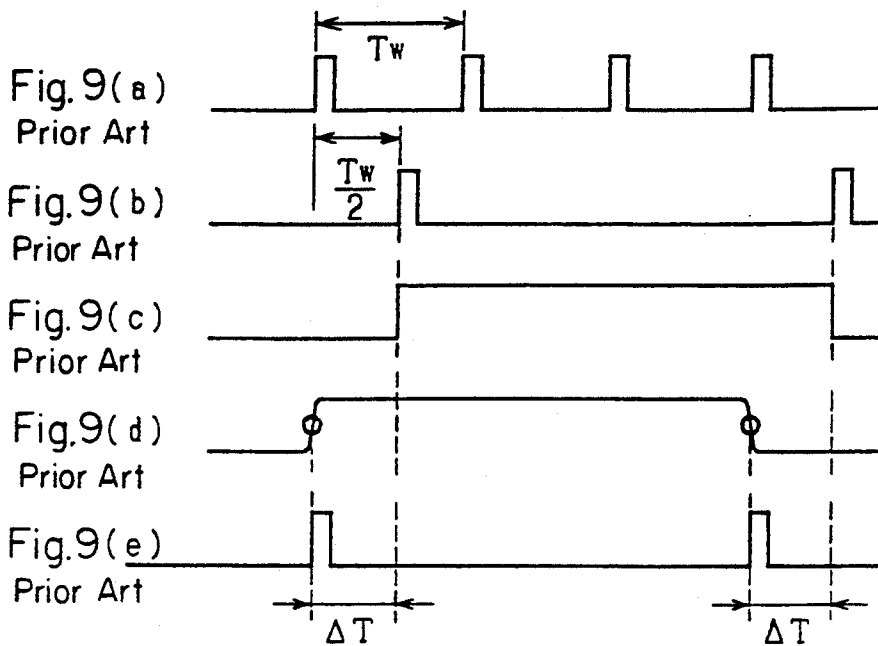 Tw
Fig. 9(a)
Prior Art
Tw
2
Fig. 9(b)
Prior Art
Fig. 9(c)
Prior Art
Fig. 9(d)
Prior Art
Fig. 9(e)
Prior Art
ΔT
ΔT